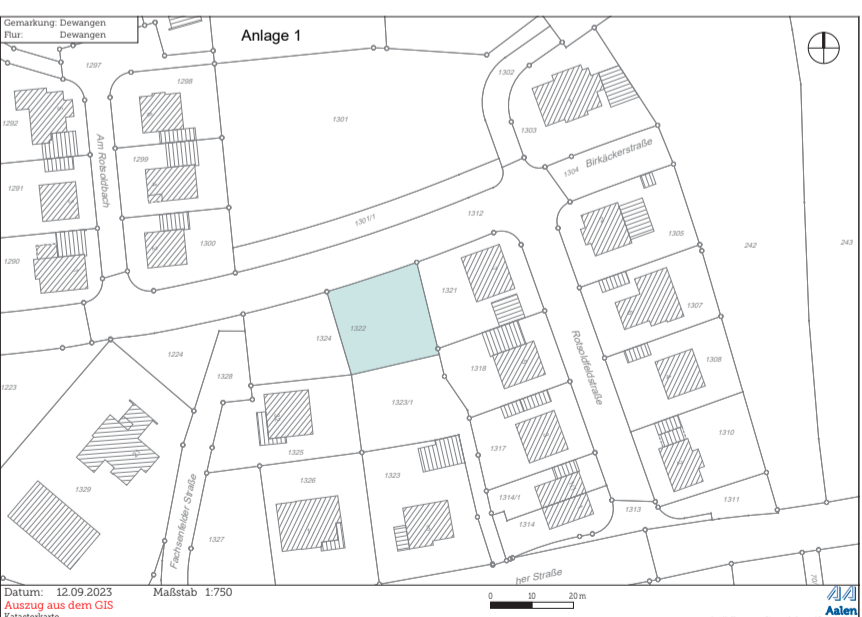 Gemarkung: Dewangen
Flur: Dewangen
Anlage 1
1297
1298
1302
1292
1301
1303
Am Rotsoldbach
1299
1304 Birkäckerstraße
1291
1301/1
1312
1300
1305
242
243
1290
1321
1307
1322
1324
1224
1318
Rotsoldfeldstraße
1308
1328
1223
1323/1
1310
1325
1317
1326
1323
1329
1314/1
1311
1313
1314
Fachsenfelder Straße
1327
her Straße
Datum: 12.09.2023 Maßstab 1:750
Auszug aus dem GIS
Katasterkarte
0 10 20 m
Aalen